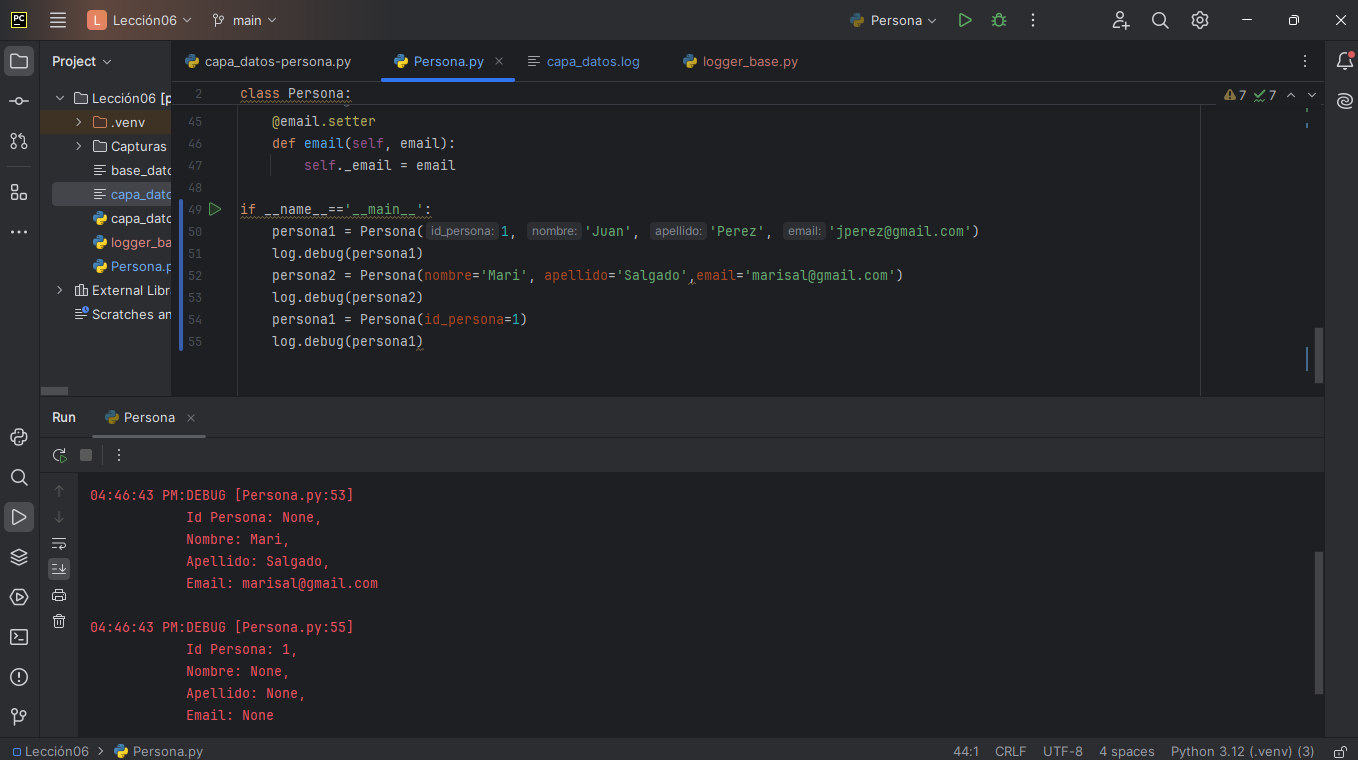 PC
L Lección06 main Persona
Project
capa_datos-persona.py Persona.py capa_datos.log logger_base.py
Lección06 [p
.venv
Capturas
base_dato
capa_dato
capa_dato
logger_ba
Persona.p
External Libr
Scratches an
2 class Persona:
7 7
45 @email.setter
46 def email(self, email):
47 self._email = email
48
49 if __name__=='__main__':
50 persona1 = Persona( id_persona: 1, nombre: 'Juan', apellido: 'Perez', email: 'jperez@gmail.com')
51 log.debug(persona1)
52 persona2 = Persona(nombre='Mari', apellido='Salgado',email='marisal@gmail.com')
53 log.debug(persona2)
54 persona1 = Persona(id_persona=1)
55 log.debug(persona1)
Run Persona
04:46:43 PM:DEBUG [Persona.py:53]
Id Persona: None,
Nombre: Mari,
Apellido: Salgado,
Email: marisal@gmail.com
04:46:43 PM:DEBUG [Persona.py:55]
Id Persona: 1,
Nombre: None,
Apellido: None,
Email: None
Lección06 > Persona.py
44:1 CRLF UTF-8 4 spaces Python 3.12 (.venv) (3)